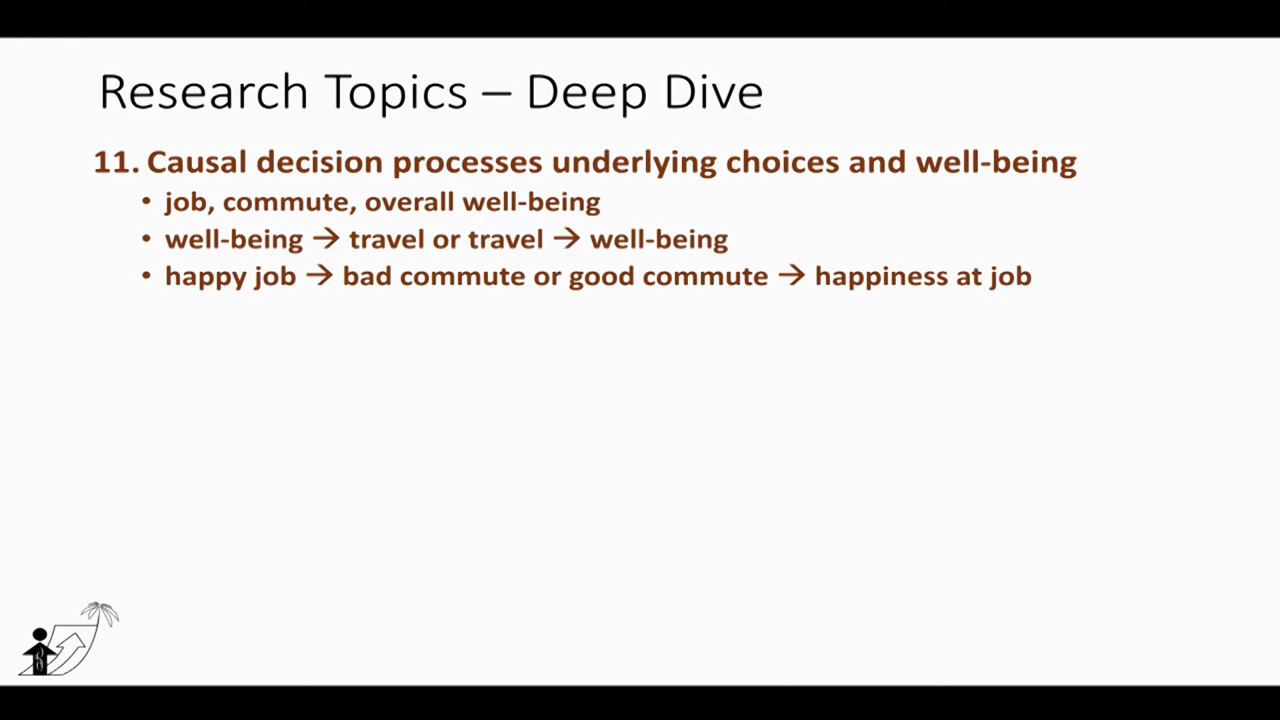 Research Topics – Deep Dive
11. Causal decision processes underlying choices and well-being
• job, commute, overall well-being
• well-being → travel or travel → well-being
• happy job → bad commute or good commute → happiness at job